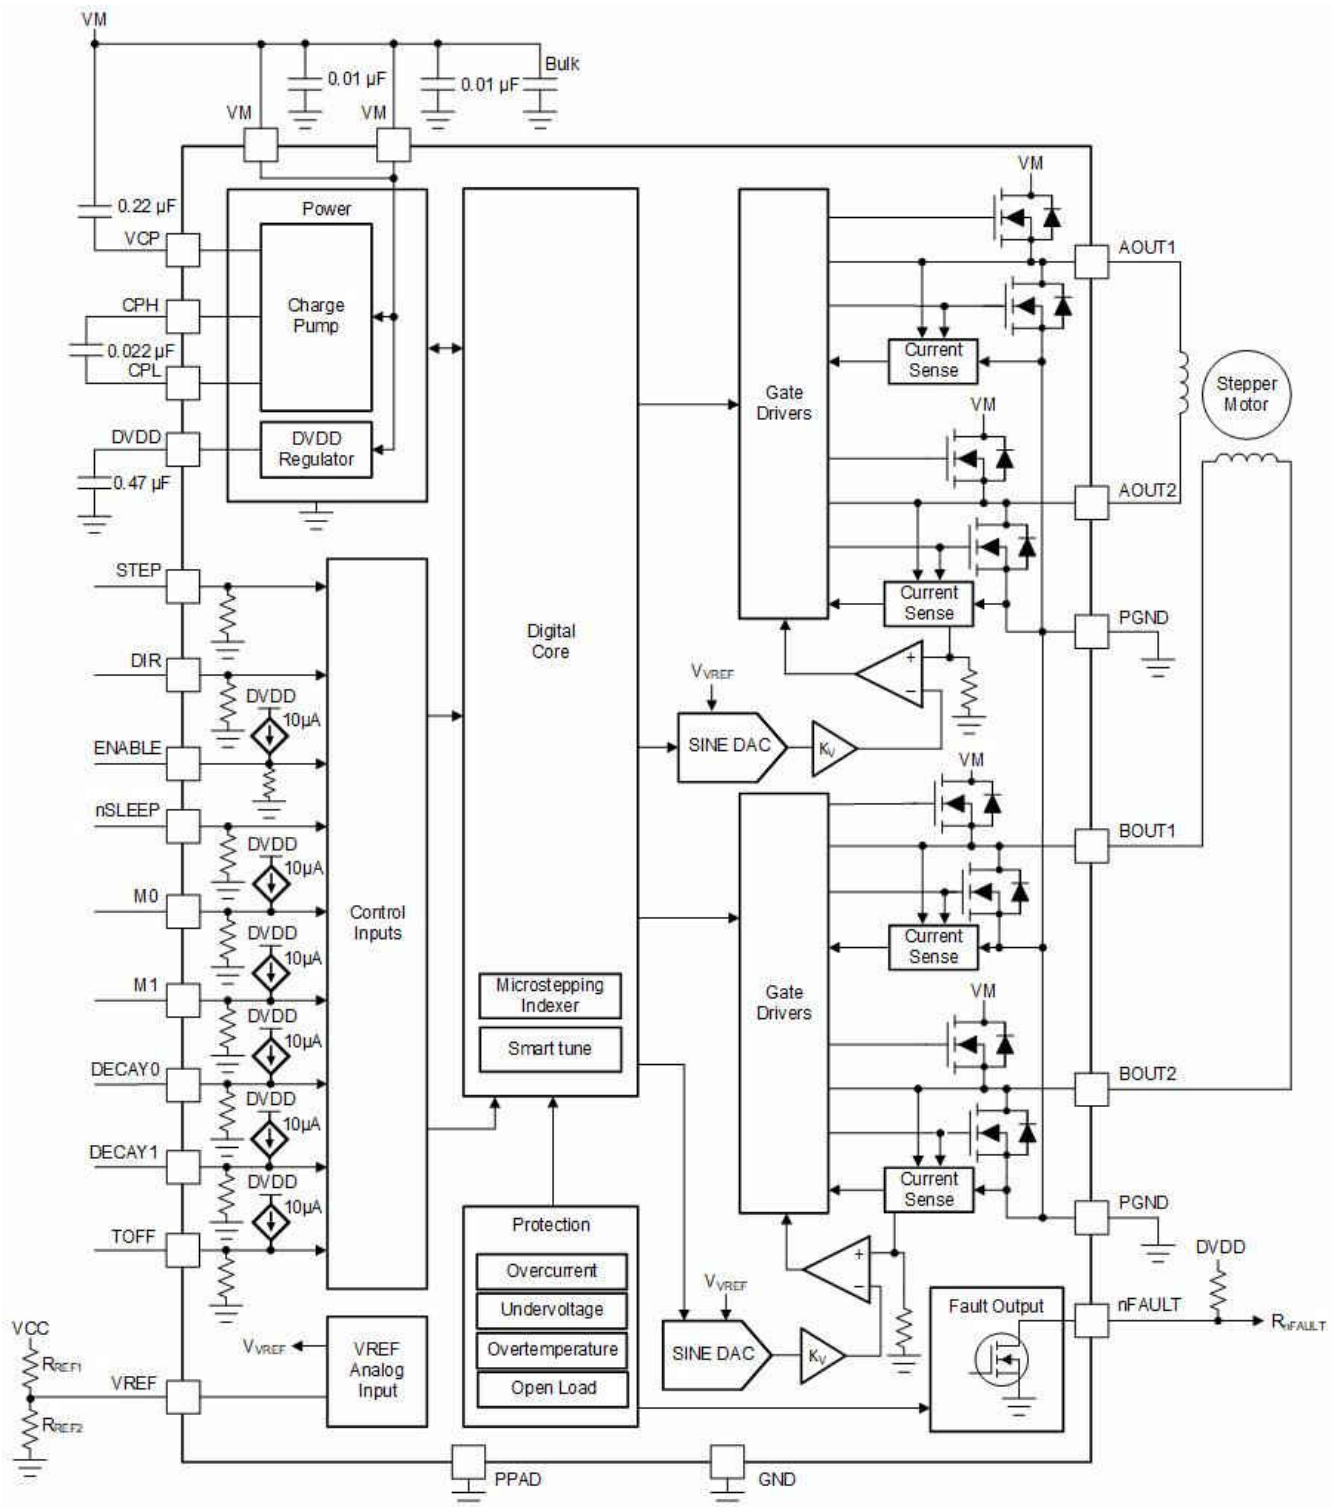 VM
Bulk
0.01 µF
0.01 µF
VM
VM
VM
0.22 µF
Power
VCP
AOUT1
CPH
Charge
Pump
0.022 µF
CPL
Current
Sense
Gate
Drivers
Stepper
Motor
VM
DVDD
DVDD
Regulator
0.47 µF
AOUT2
STEP
Current
Sense
PGND
Digital
Core
DIR
+
−
VVREF
DVDD
10µA
ENABLE
SINE DAC
KV
VM
nSLEEP
BOUT1
DVDD
10µA
M0
Control
Inputs
DVDD
Current
Sense
10µA
M1
Microstepping
Indexer
Gate
Drivers
VM
DVDD
10µA
Smart tune
DECAY0
BOUT2
DVDD
10µA
DECAY1
DVDD
Current
Sense
10µA
PGND
Protection
TOFF
+
−
DVDD
Overcurrent
VVREF
Undervoltage
Fault Output
nFAULT
RnFAULT
VCC
VVREF
VREF
Analog
Input
Overtemperature
SINE DAC
KV
RREF1
VREF
Open Load
RREF2
PPAD
GND